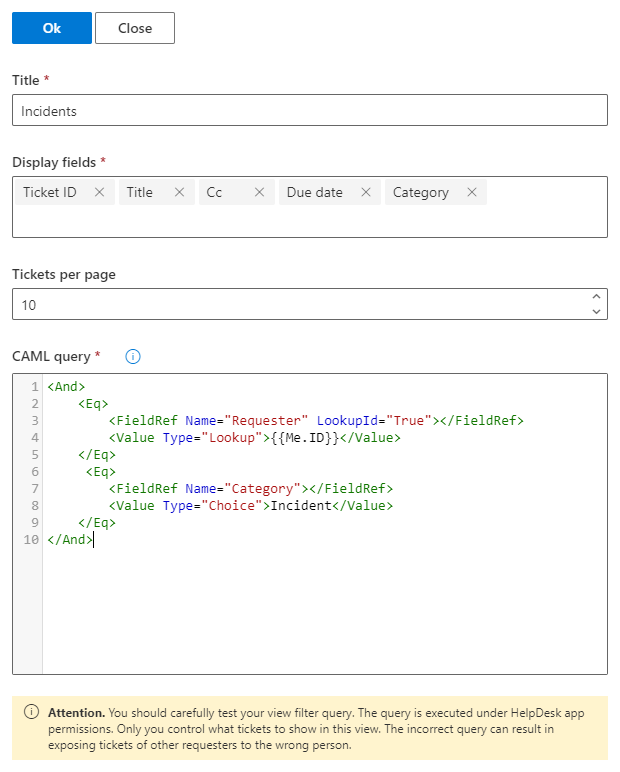 Ok Close
Title *
Incidents
Display fields *
Ticket ID Title Cc Due date Category
Tickets per page
10
CAML query *
1 <And>
2     <Eq>
3         <FieldRef Name="Requester" LookupId="True"></FieldRef>
4         <Value Type="Lookup">{{Me.ID}}</Value>
5     </Eq>
6      <Eq>
7         <FieldRef Name="Category"></FieldRef>
8         <Value Type="Choice">Incident</Value>
9     </Eq>
10 </And>
Attention. You should carefully test your view filter query. The query is executed under HelpDesk app
permissions. Only you control what tickets to show in this view. The incorrect query can result in
exposing tickets of other requesters to the wrong person.